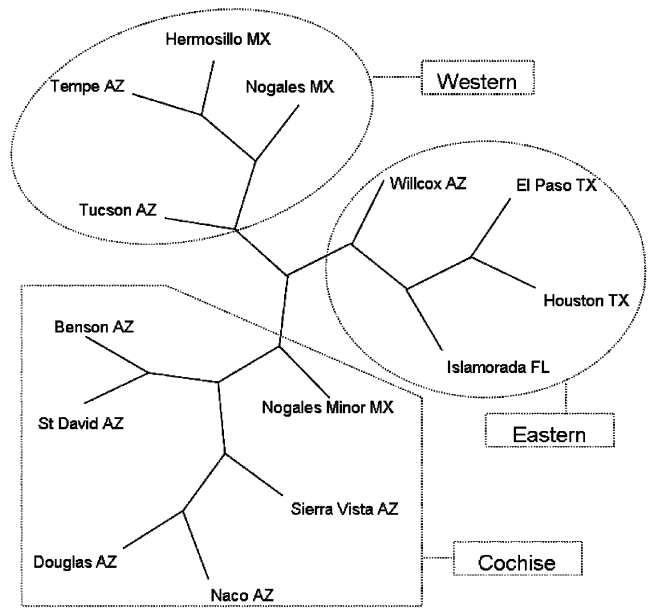 Hermosillo MX
Western
Tempe AZ
Nogales MX
Willcox AZ
El Paso TX
Tucson AZ
Houston TX
Benson AZ
Islamorada FL
Nogales Minor MX
St David AZ
Eastern
Sierra Vista AZ
Douglas AZ
Cochise
Naco AZ